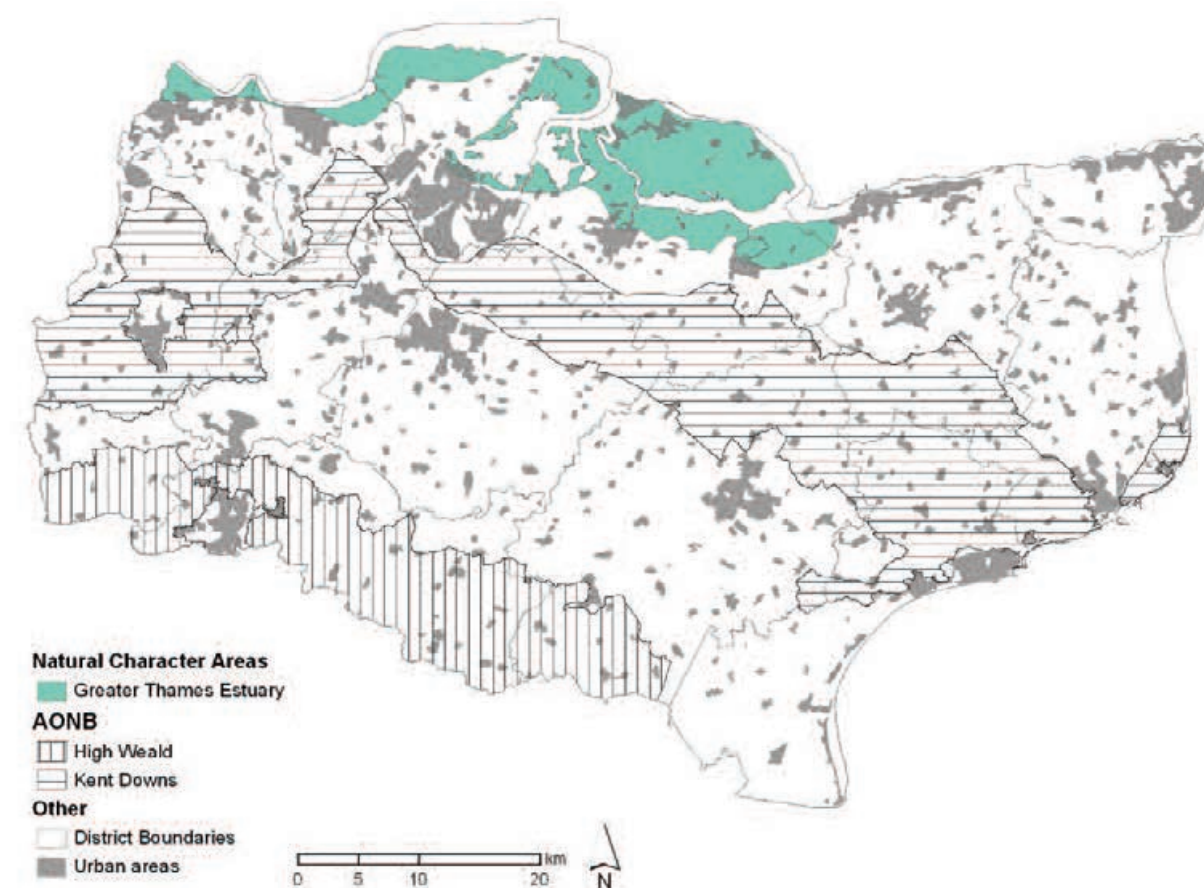 Natural Character Areas
Greater Thames Estuary
AONB
High Weald
Kent Downs
Other
District Boundaries
Urban areas
km
0 5 10 20
N